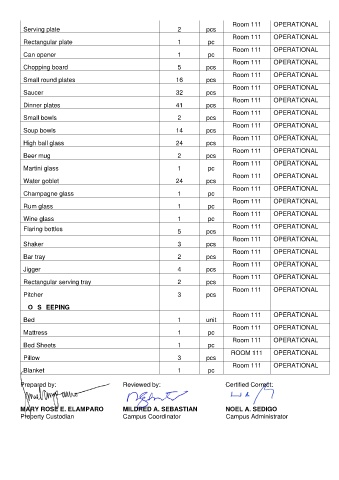 Serving plate 2 pcs Room 111 OPERATIONAL
Rectangular plate 1 pc Room 111 OPERATIONAL
Can opener 1 pc Room 111 OPERATIONAL
Chopping board 5 pcs Room 111 OPERATIONAL
Small round plates 16 pcs Room 111 OPERATIONAL
Saucer 32 pcs Room 111 OPERATIONAL
Dinner plates 41 pcs Room 111 OPERATIONAL
Small bowls 2 pcs Room 111 OPERATIONAL
Soup bowls 14 pcs Room 111 OPERATIONAL
High ball glass 24 pcs Room 111 OPERATIONAL
Beer mug 2 pcs Room 111 OPERATIONAL
Martini glass 1 pc Room 111 OPERATIONAL
Water goblet 24 pcs Room 111 OPERATIONAL
Champagne glass 1 pc Room 111 OPERATIONAL
Rum glass 1 pc Room 111 OPERATIONAL
Wine glass 1 pc Room 111 OPERATIONAL
Flaring bottles 5 pcs Room 111 OPERATIONAL
Shaker 3 pcs Room 111 OPERATIONAL
Bar tray 2 pcs Room 111 OPERATIONAL
Jigger 4 pcs Room 111 OPERATIONAL
Rectangular serving tray 2 pcs Room 111 OPERATIONAL
Pitcher 3 pcs Room 111 OPERATIONAL
O S EEPING
Bed 1 unit Room 111 OPERATIONAL
Mattress 1 pc Room 111 OPERATIONAL
Bed Sheets 1 pc Room 111 OPERATIONAL
Pillow 3 pcs ROOM 111 OPERATIONAL
Blanket 1 pc Room 111 OPERATIONAL
Prepared by: Reviewed by: Certified Correct:
MARY ROSE E. ELAMPARO MILDRED A. SEBASTIAN NOEL A. SEDIGO
Property Custodian Campus Coordinator Campus Administrator